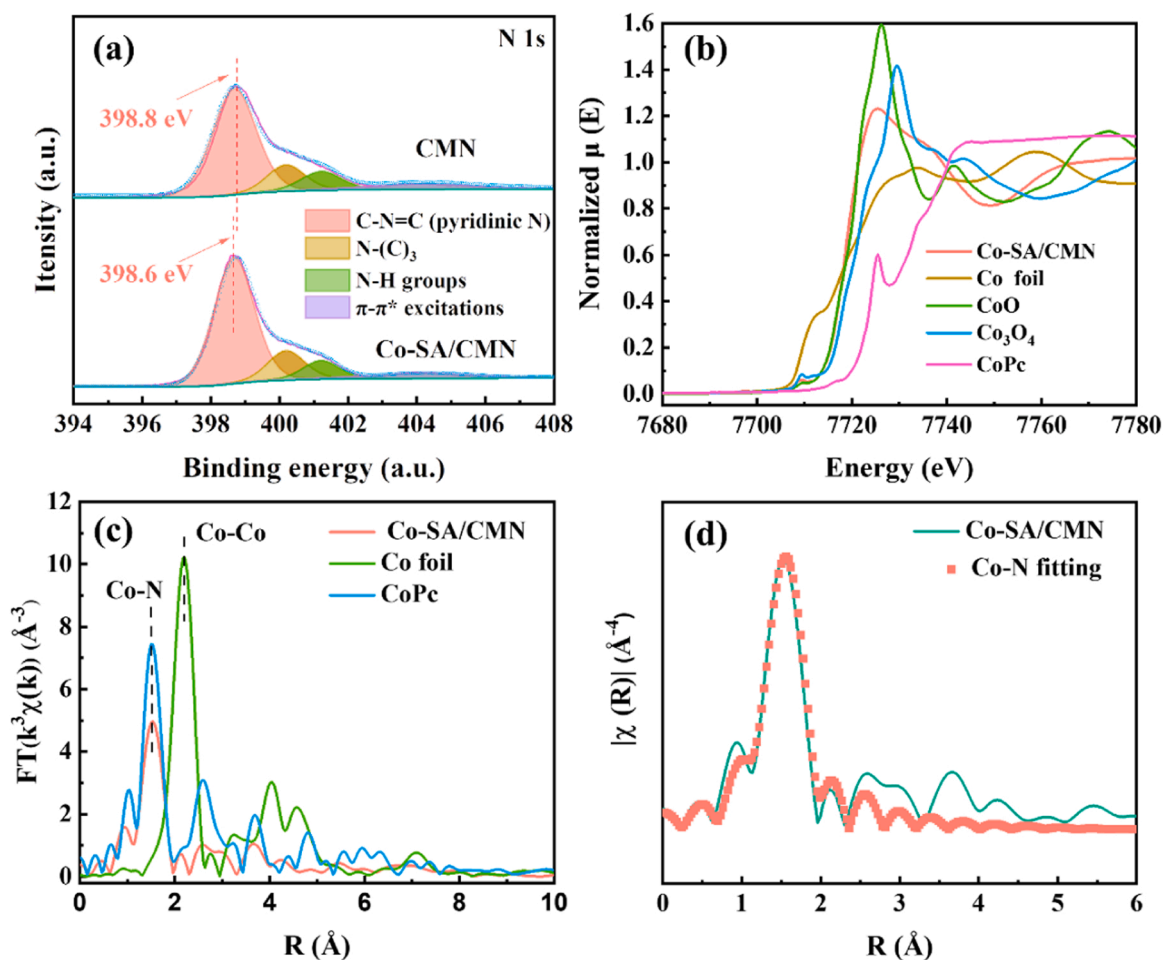 (a)
N 1s
398.8 eV
CMN
C-N=C (pyridinic N)
N-(C)₃
N-H groups
π-π* excitations
398.6 eV
Co-SA/CMN
Itensity (a.u.)
394 396 398 400 402 404 406 408
Binding energy (a.u.)
(b)
1.6
1.4
1.2
1.0
0.8
0.6
0.4
0.2
0.0
Normalized μ (E)
Co-SA/CMN
Co foil
CoO
Co₃O₄
CoPc
7680 7700 7720 7740 7760 7780
Energy (eV)
(c)
12
10
8
6
4
2
0
FT(k³χ(k)) (Å⁻³)
Co-Co
Co-N
Co-SA/CMN
Co foil
CoPc
0 2 4 6 8 10
R (Å)
(d)
Co-SA/CMN
Co-N fitting
|χ (R)| (Å⁻⁴)
0 1 2 3 4 5 6
R (Å)